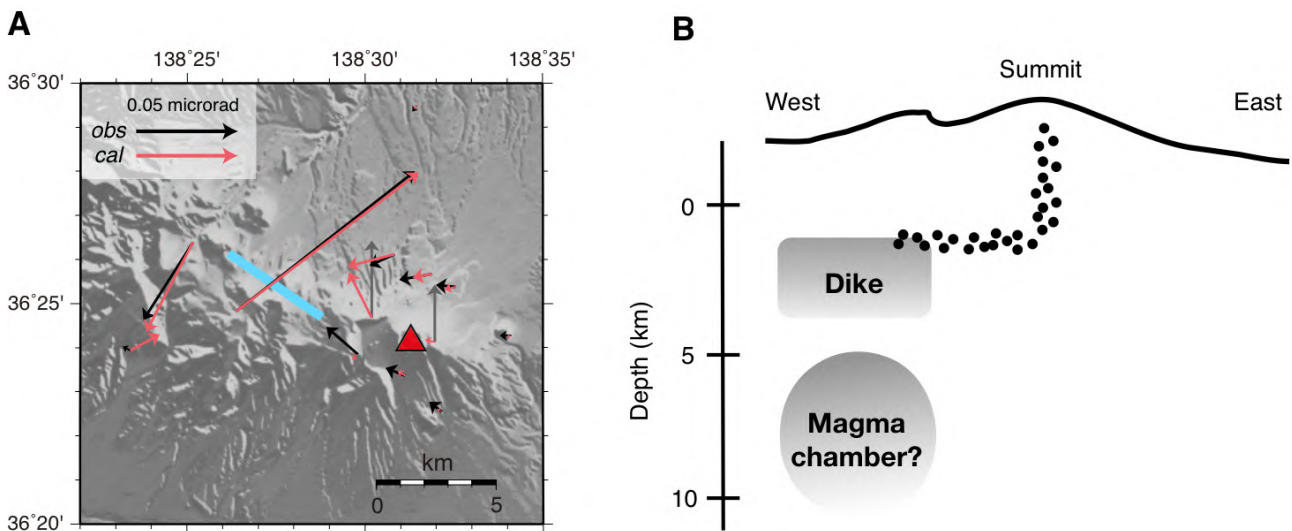 A
138°25' 138°30' 138°35'
36°30'
0.05 microrad
obs
cal
36°25'
km
0 5
36°20'
B
Summit
West East
0
Dike
5
Depth (km)
Magma
chamber?
10